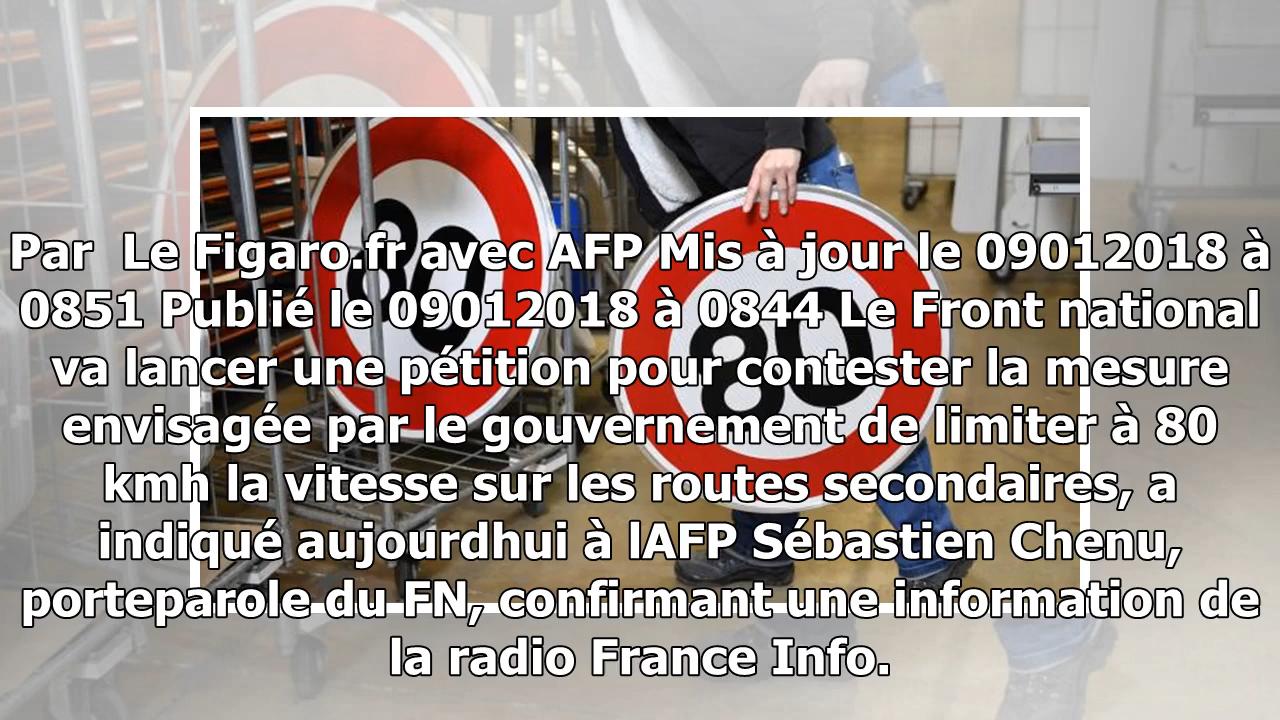 Par  Le Figaro.fr avec AFP Mis à jour le 09012018 à
0851 Publié le 09012018 à 0844 Le Front national
va lancer une pétition pour contester la mesure
envisagée par le gouvernement de limiter à 80
kmh la vitesse sur les routes secondaires, a
indiqué aujourdhui à lAFP Sébastien Chenu,
porteparole du FN, confirmant une information de
la radio France Info.
80
80